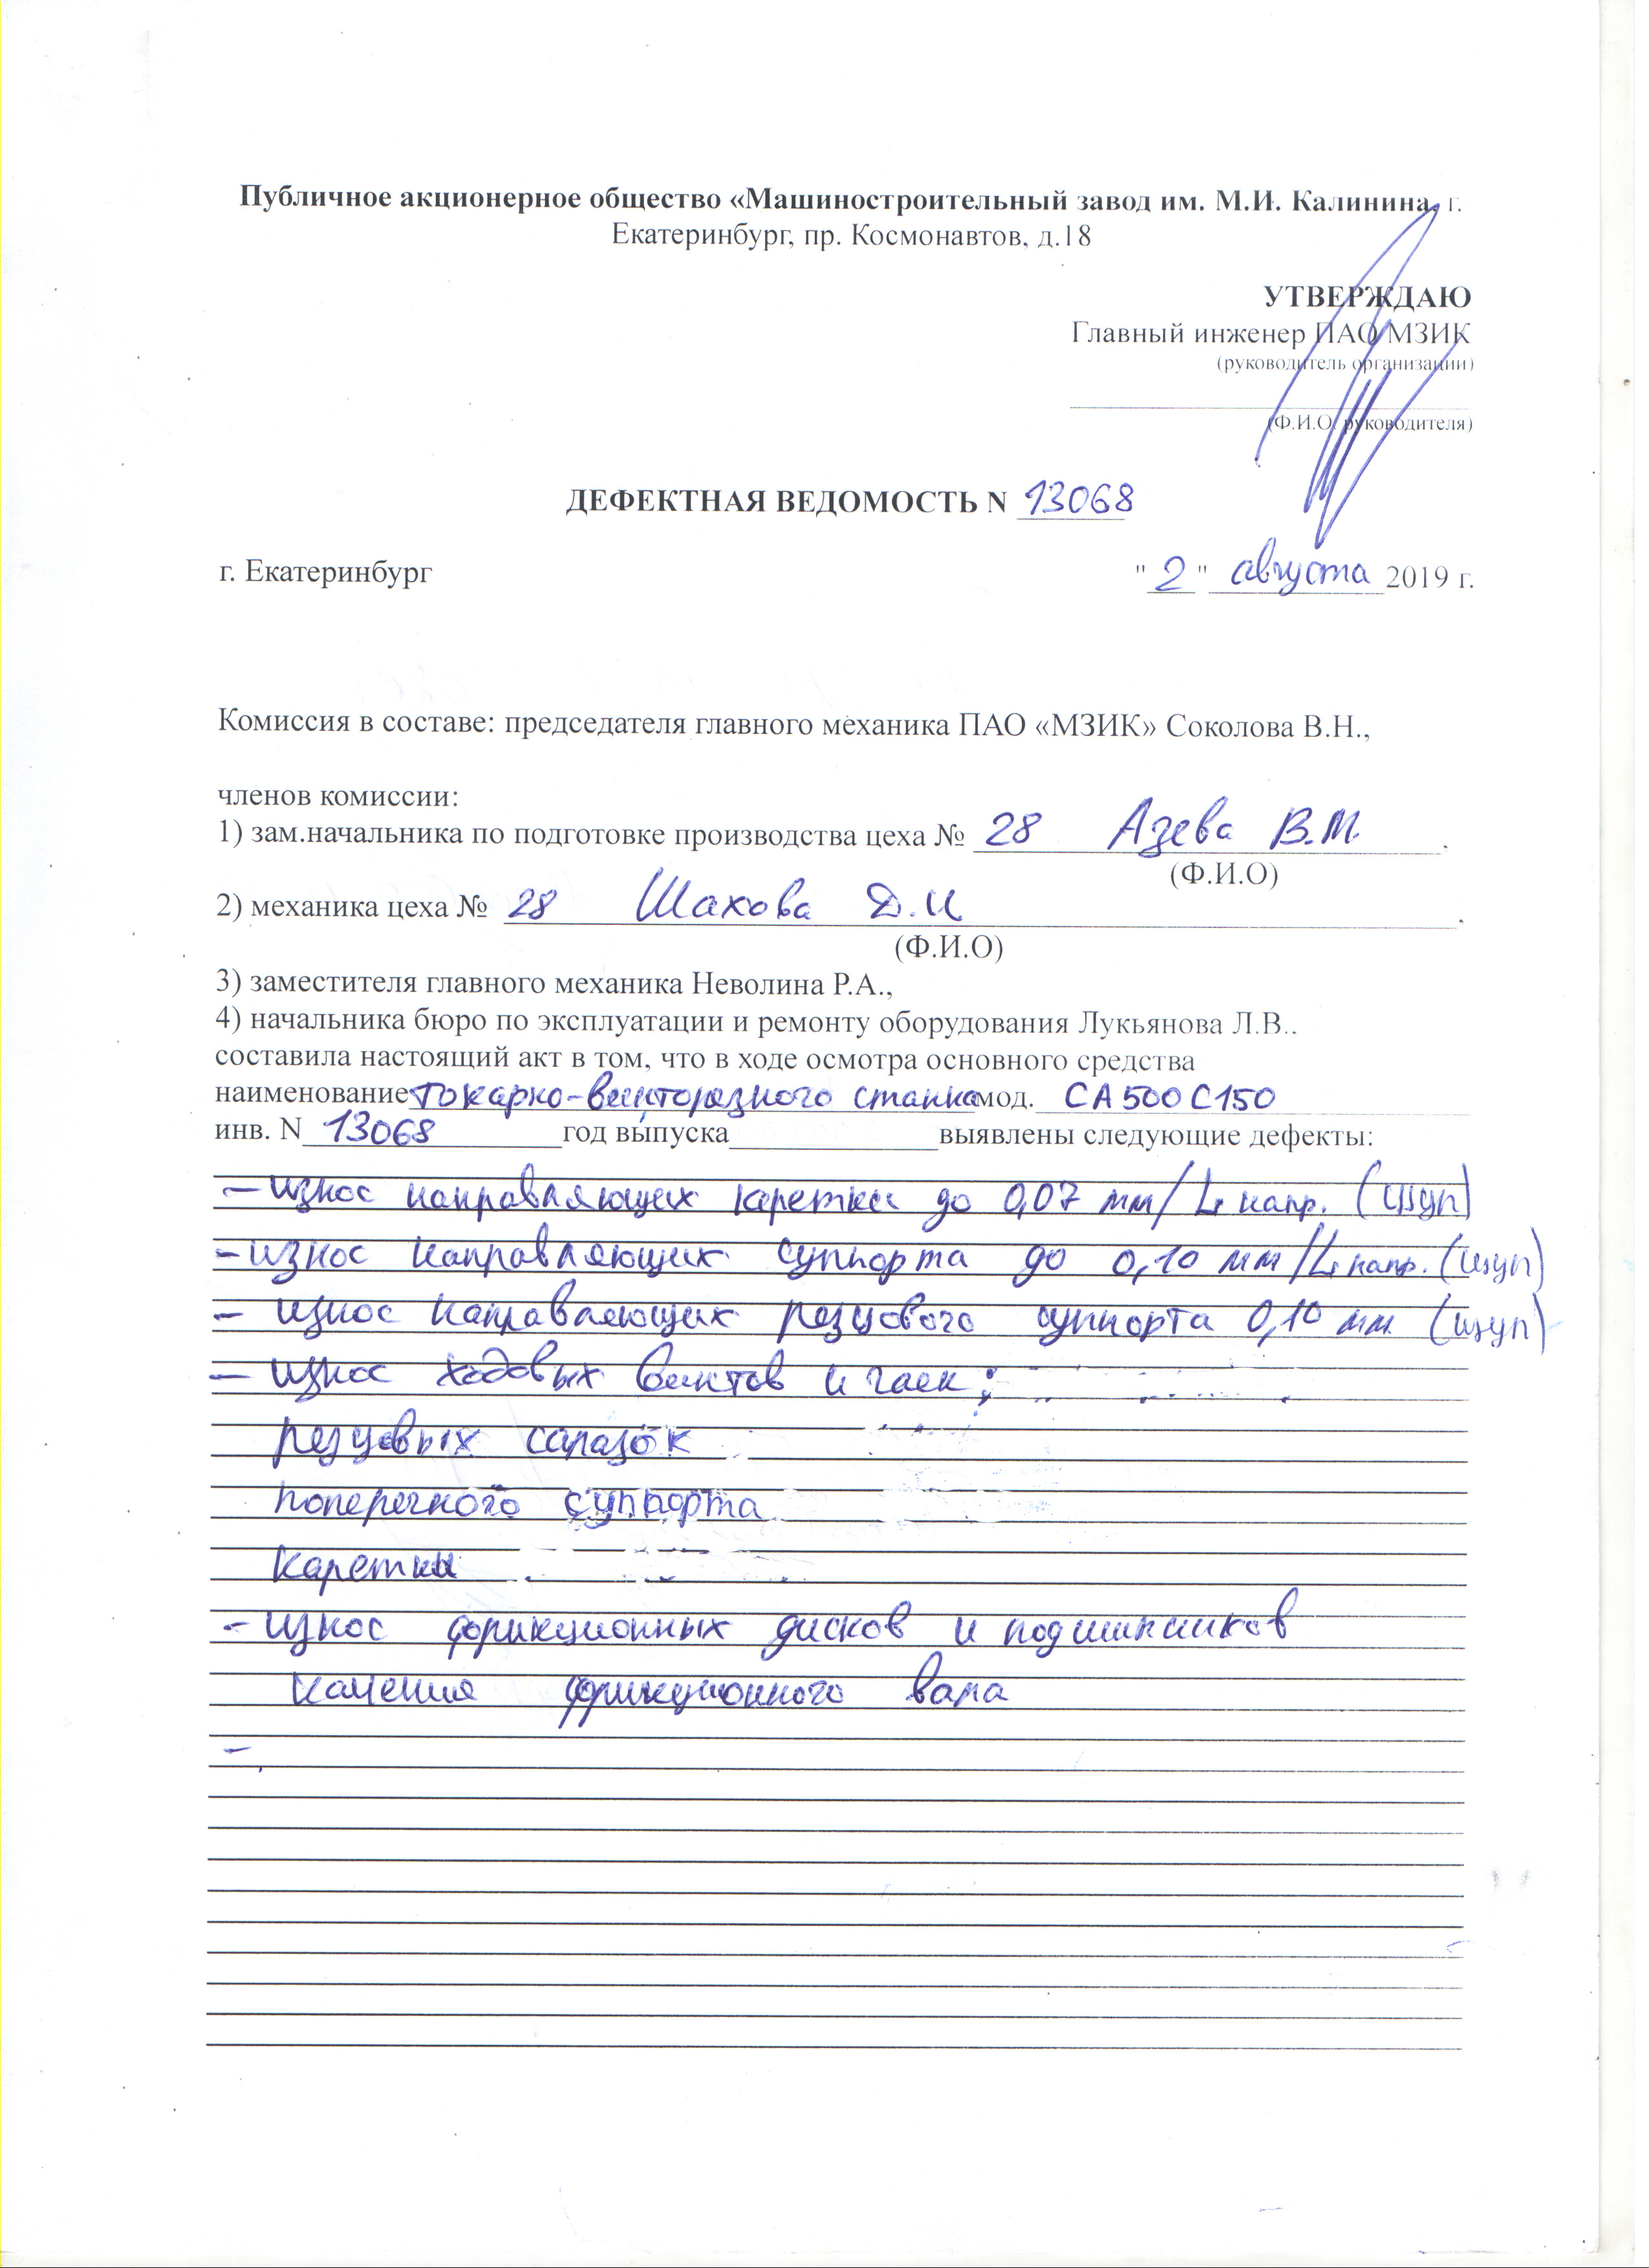 Публичное акционерное общество «Машиностроительный завод им. М.И. Калинина, г.
Екатеринбург, пр. Космонавтов, д.18
УТВЕРЖДАЮ
Главный инженер ПАО МЗИК
(руководитель организации)
(Ф.И.О. руководителя)
ДЕФЕКТНАЯ ВЕДОМОСТЬ N 13068
г. Екатеринбург "2" августа 2019 г.
Комиссия в составе: председателя главного механика ПАО «МЗИК» Соколова В.Н.,
членов комиссии:
1) зам.начальника по подготовке производства цеха № 28 Азева В.М.
(Ф.И.О)
2) механика цеха № 28 Шахова Д.И.
(Ф.И.О)
3) заместителя главного механика Неволина Р.А.,
4) начальника бюро по эксплуатации и ремонту оборудования Лукьянова Л.В..
составила настоящий акт в том, что в ходе осмотра основного средства
наименование токарно-винторезного станка мод. СА500С150
инв. N 13068 год выпуска выявлены следующие дефекты:
- износ направляющих каретки до 0,07 мм/L напр. (щуп)
- износ направляющих суппорта до 0,10 мм/L напр. (щуп)
- износ направляющих резцового суппорта 0,10 мм (щуп)
- износ ходовых винтов и гаек:
резцовых салазок
поперечного суппорта
каретки
- износ фрикционных дисков и подшипников
качения фрикционного вала
-